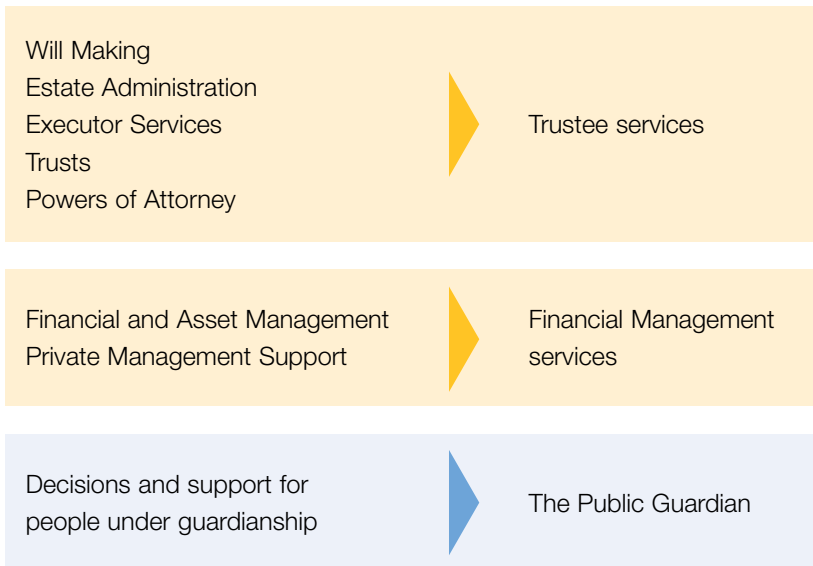 Will Making
Estate Administration
Executor Services
Trusts
Powers of Attorney
Trustee services
Financial and Asset Management
Private Management Support
Financial Management
services
Decisions and support for
people under guardianship
The Public Guardian